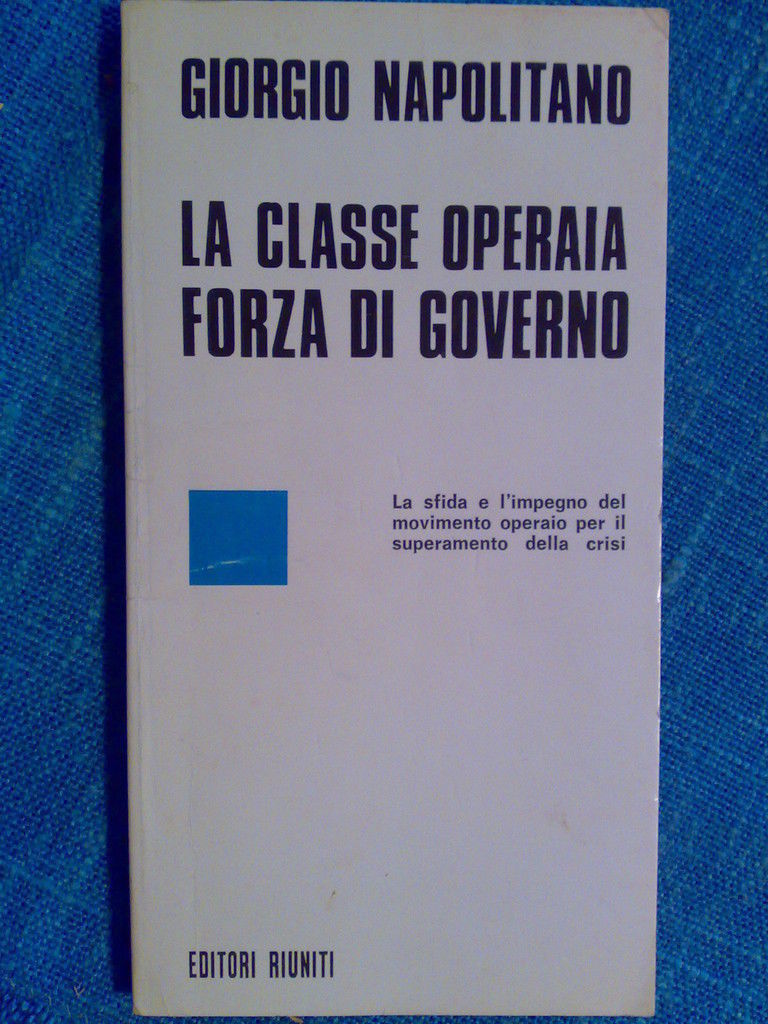 GIORGIO NAPOLITANO
LA CLASSE OPERAIA
FORZA DI GOVERNO
La sfida e l'impegno del
movimento operaio per il
superamento della crisi
EDITORI RIUNITI